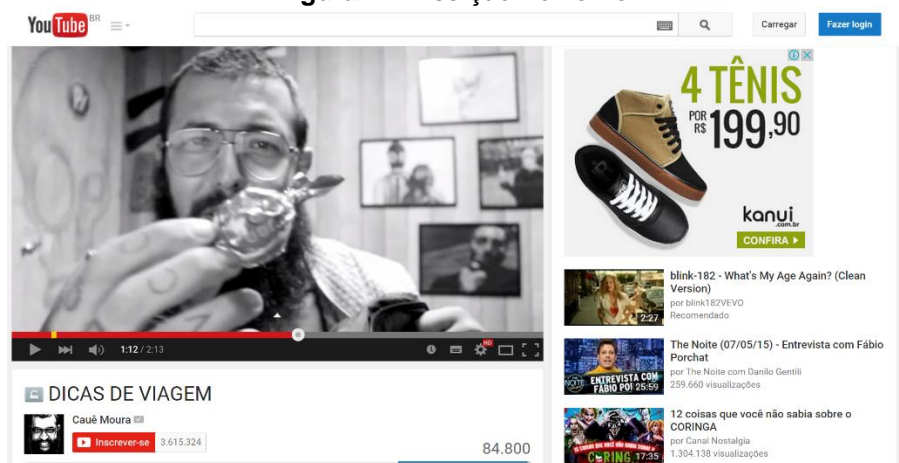 YouTube BR
Carregar
Fazer login
4 TÊNIS
POR R$ 199,90
kanui
.com.br
CONFIRA
1:12 / 2:13
HD
DICAS DE VIAGEM
Cauê Moura
Inscrever-se 3.615.324
84.800
blink-182 - What's My Age Again? (Clean
Version)
por blink182VEVO
Recomendado
2:27
The Noite (07/05/15) - Entrevista com Fábio
Porchat
por The Noite com Danilo Gentili
259.660 visualizações
ENTREVISTA COM
25:59
12 coisas que você não sabia sobre o
CORINGA
por Canal Nostalgia
1.304.138 visualizações
17:35